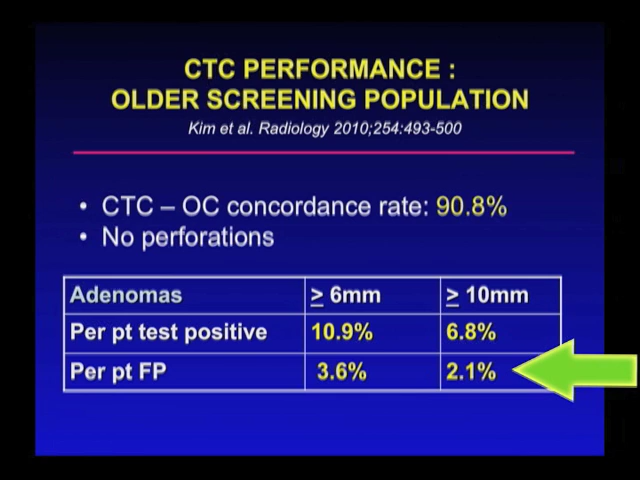 CTC PERFORMANCE :
OLDER SCREENING POPULATION
Kim et al. Radiology 2010;254:493-500
• CTC – OC concordance rate: 90.8%
• No perforations
Adenomas ≥ 6mm ≥ 10mm
Per pt test positive 10.9% 6.8%
Per pt FP 3.6% 2.1%